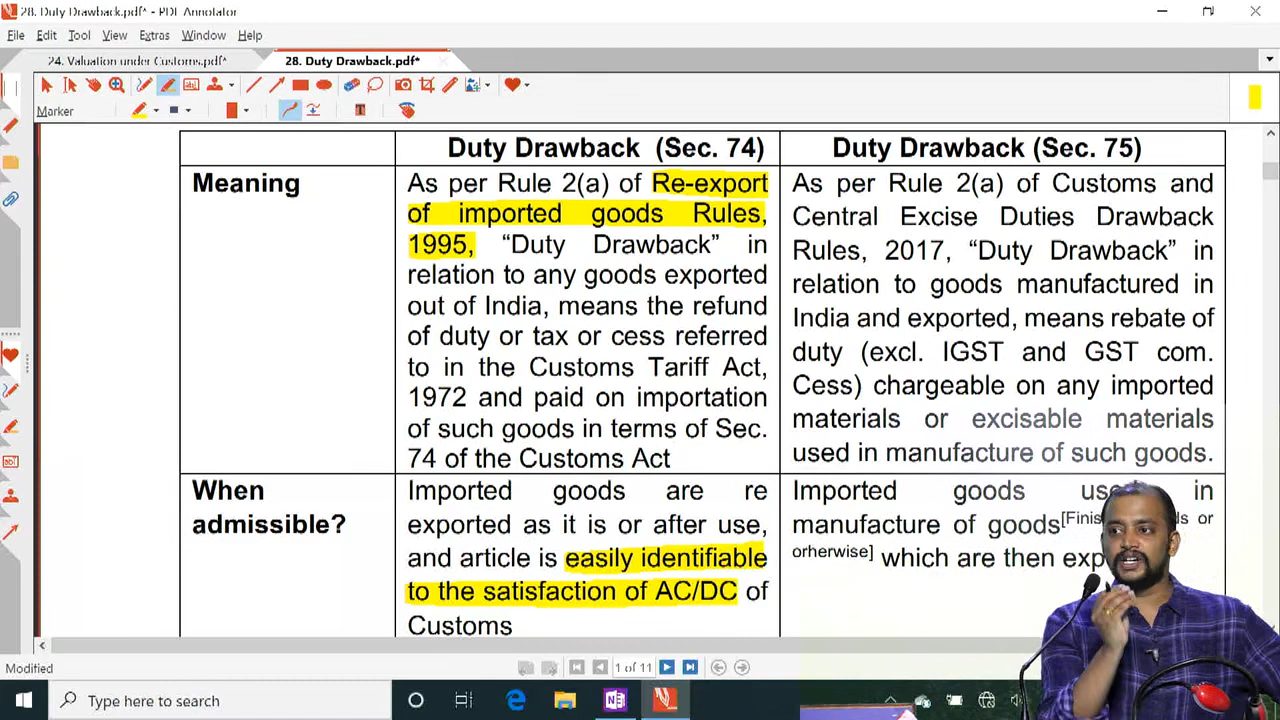 28. Duty Drawback.pdf* - PDF Annotator
File Edit Tool View Extras Window Help
24. Valuation under Customs.pdf* 28. Duty Drawback.pdf*
Marker
Duty Drawback (Sec. 74) Duty Drawback (Sec. 75)
Meaning
As per Rule 2(a) of Re-export
of imported goods Rules,
1995, “Duty Drawback” in
relation to any goods exported
out of India, means the refund
of duty or tax or cess referred
to in the Customs Tariff Act,
1972 and paid on importation
of such goods in terms of Sec.
74 of the Customs Act
As per Rule 2(a) of Customs and
Central Excise Duties Drawback
Rules, 2017, “Duty Drawback” in
relation to goods manufactured in
India and exported, means rebate of
duty (excl. IGST and GST com.
Cess) chargeable on any imported
materials or excisable materials
used in manufacture of such goods.
When
admissible?
Imported goods are re
exported as it is or after use,
and article is easily identifiable
to the satisfaction of AC/DC of
Customs
Imported goods in
manufacture of goods or
orherwise] which are then
Modified 1 of 11
Type here to search